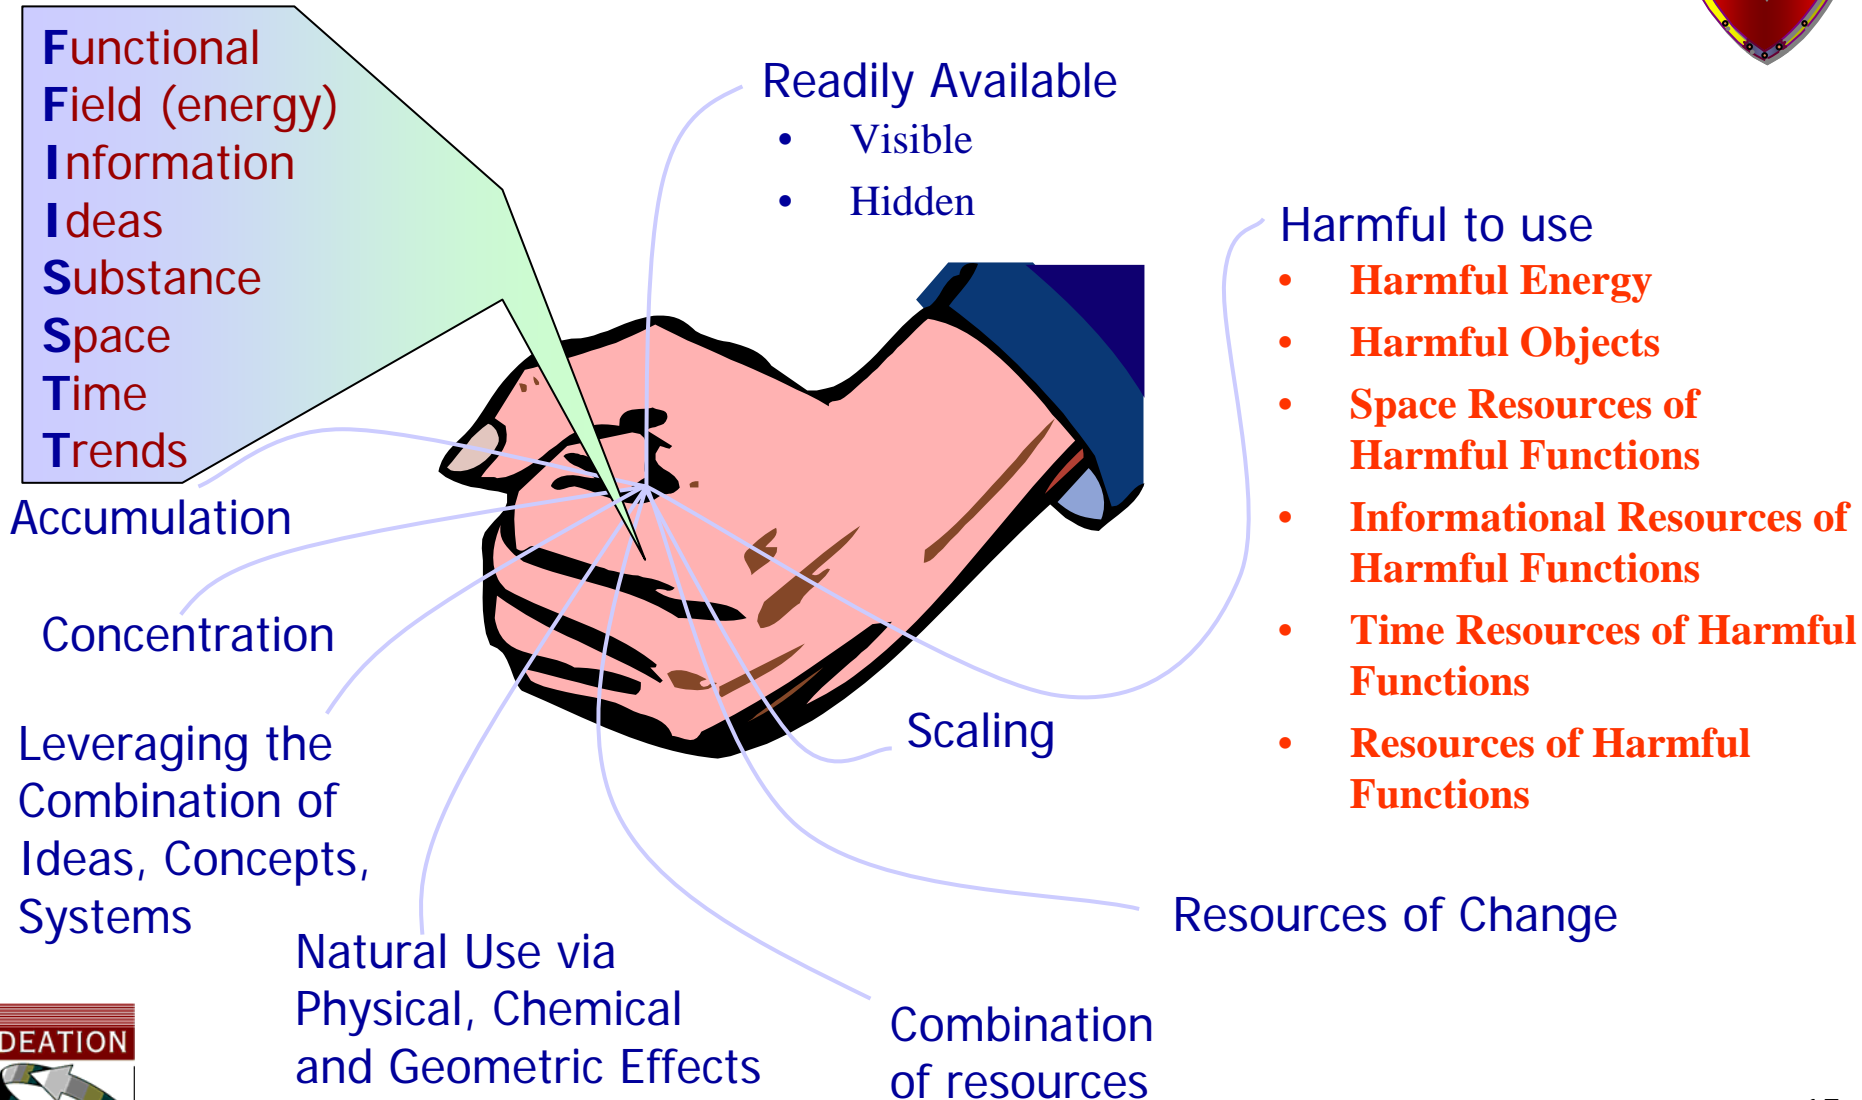 Functional
Field (energy)
Information
Ideas
Substance
Space
Time
Trends
Readily Available
• Visible
• Hidden
Harmful to use
• Harmful Energy
• Harmful Objects
• Space Resources of
Harmful Functions
• Informational Resources of
Harmful Functions
• Time Resources of Harmful
Functions
• Resources of Harmful
Functions
Accumulation
Concentration
Leveraging the
Combination of
Ideas, Concepts,
Systems
Scaling
Natural Use via
Physical, Chemical
and Geometric Effects
Combination
of resources
Resources of Change
DEATION